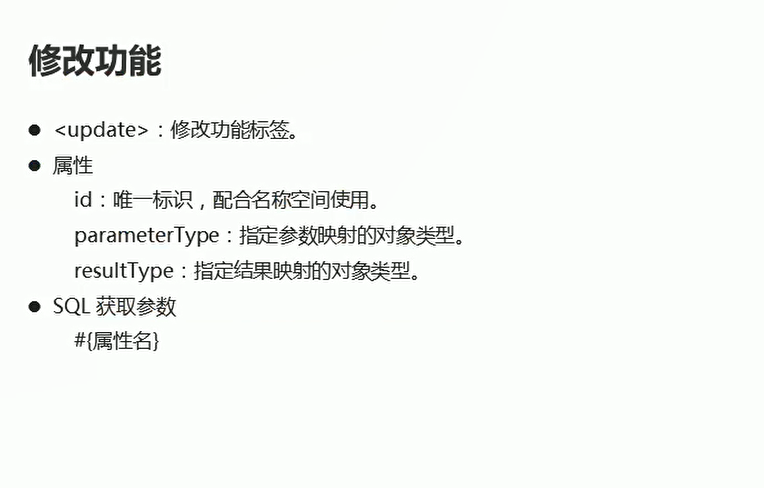 修改功能
● <update>：修改功能标签。
● 属性
id：唯一标识，配合名称空间使用。
parameterType：指定参数映射的对象类型。
resultType：指定结果映射的对象类型。
● SQL 获取参数
#{属性名}